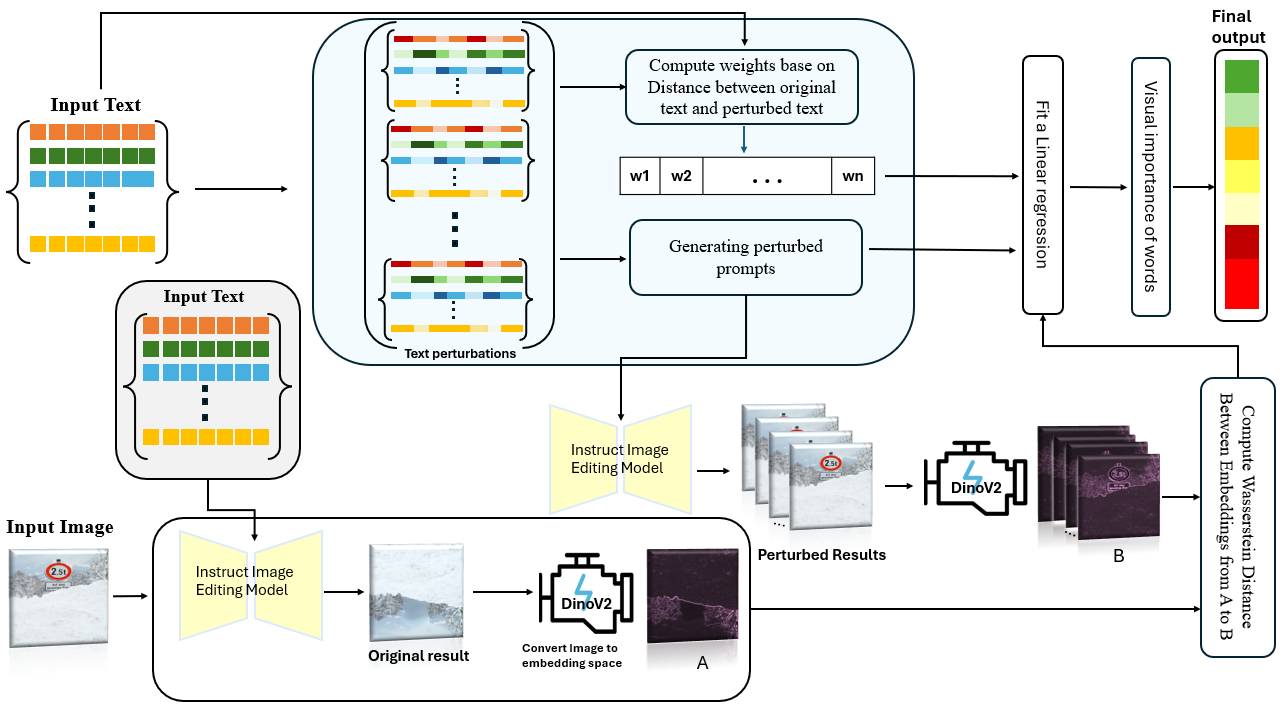 Input Text
Compute weights base on
Distance between original
text and perturbed text
w1 w2 ... wn
Generating perturbed
prompts
Text perturbations
Fit a Linear regression
Visual importance of words
Final
output
Input Text
Instruct Image
Editing Model
2.5t
Perturbed Results
DinoV2
2.5t
B
Compute Wasserstein Distance
Between Embeddings from A to B
Input Image
2.5t
Instruct Image
Editing Model
Original result
DinoV2
Convert Image to
embedding space
A